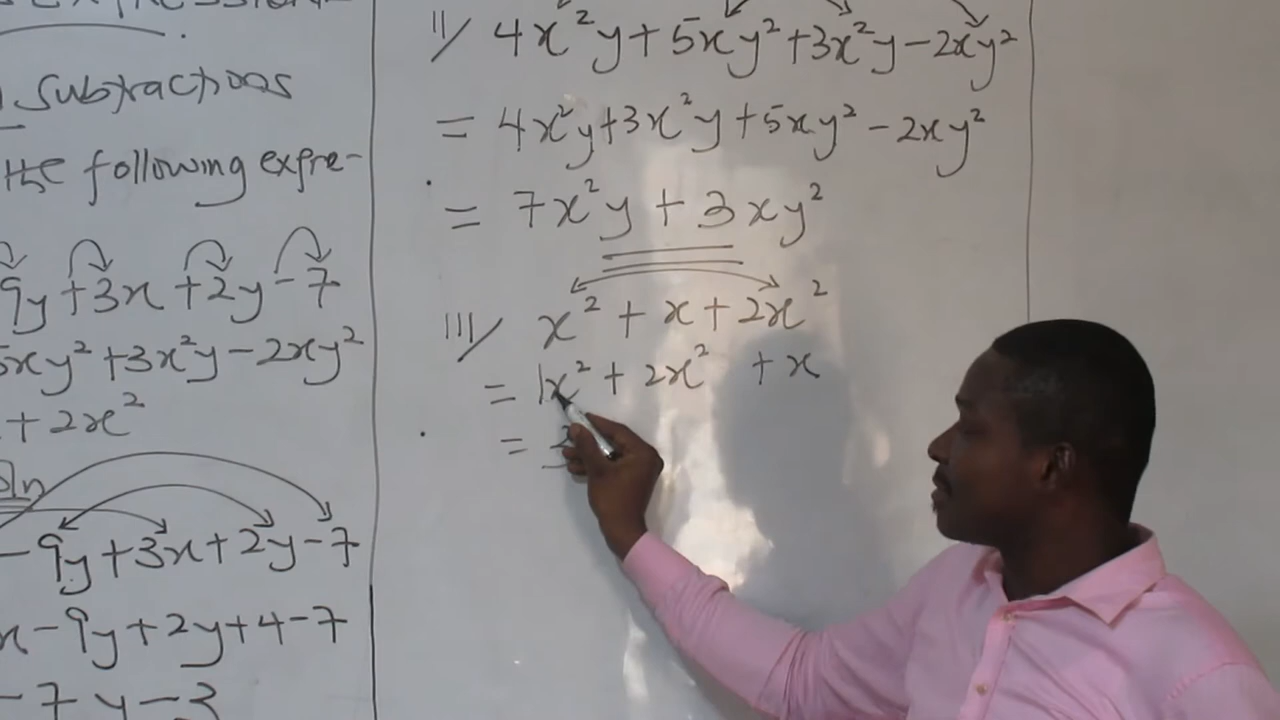 Subtractions
the following expre-
9y + 3x + 2y - 7
5xy² + 3x²y - 2xy²
+ 2x²
Soln
- 9y + 3x + 2y - 7
x - 9y + 2y + 4 - 7
- 7y - 3
II/ 4x²y + 5xy² + 3x²y - 2xy²
= 4x²y + 3x²y + 5xy² - 2xy²
= 7x²y + 3xy²
III/ x² + x + 2x²
= 1x² + 2x² + x
= 3